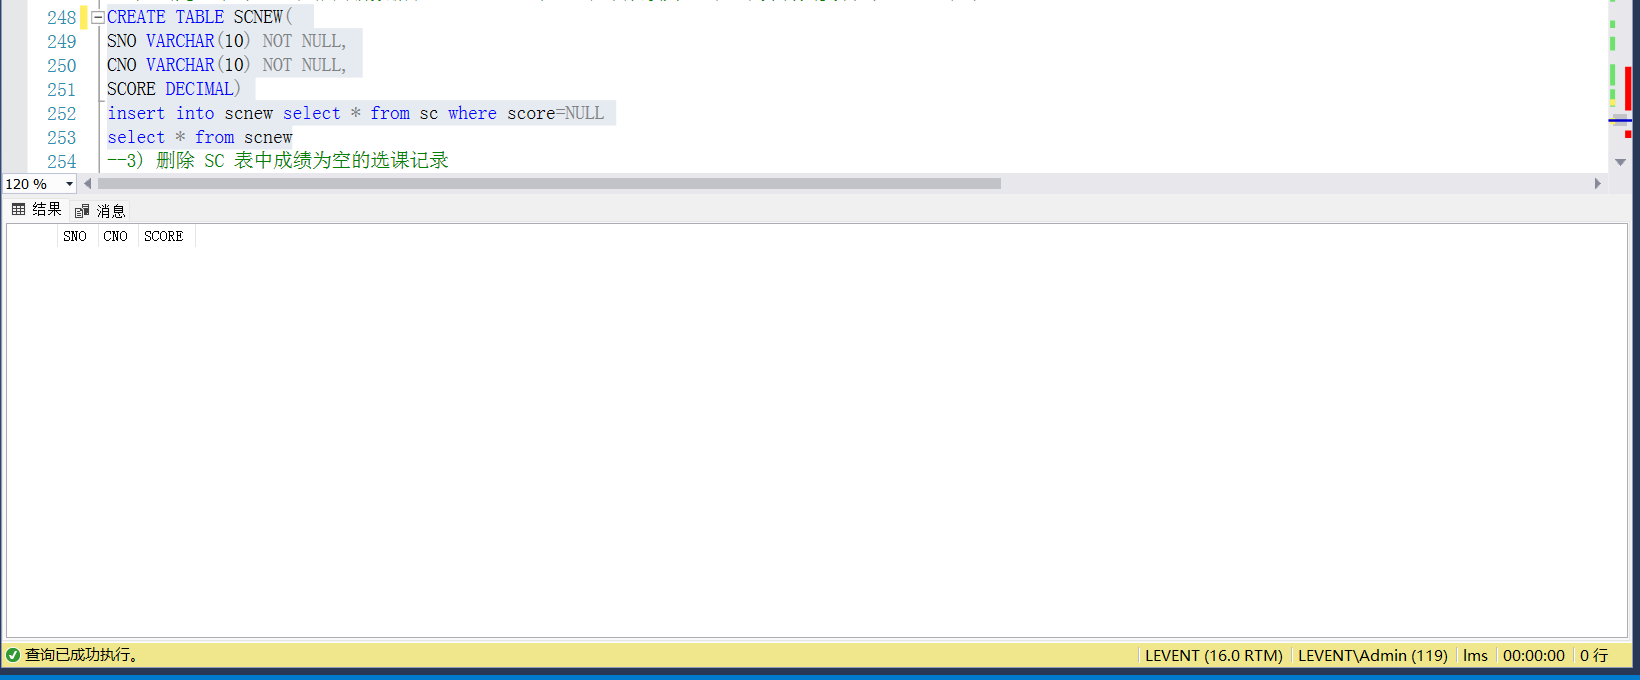 248 CREATE TABLE SCNEW(
249 SNO VARCHAR(10) NOT NULL,
250 CNO VARCHAR(10) NOT NULL,
251 SCORE DECIMAL)
252 insert into scnew select * from sc where score=NULL
253 select * from scnew
254 --3) 删除 SC 表中成绩为空的选课记录
120 %
结果 消息
SNO CNO SCORE
查询已成功执行。 LEVENT (16.0 RTM) LEVENT\Admin (119) lms 00:00:00 0 行